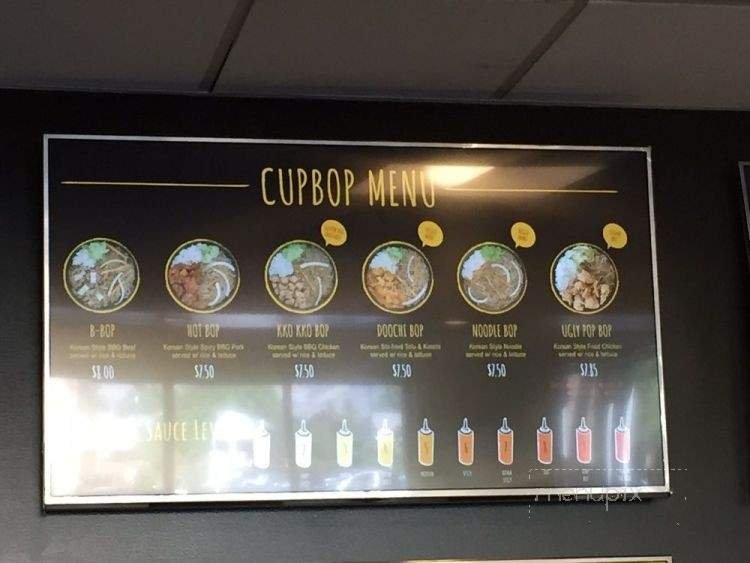 CUPBOP MENU
B-BOP
Korean Style BBQ Beef
served w/ rice & lettuce
$8.00
HOT BOP
Korean Style Spicy BBQ Pork
served w/ rice & lettuce
$7.50
KKO KKO BOP
Korean Style BBQ Chicken
served w/ rice & lettuce
$7.50
DOOCHI BOP
Korean Stir-fried Tofu & Kimchi
served w/ rice & lettuce
$7.50
NOODLE BOP
Korean Style Noodle
served w/ rice & lettuce
$7.50
UGLY POP BOP
Korean Style Fried Chicken
served w/ rice & lettuce
$7.85
SAUCE
menupix